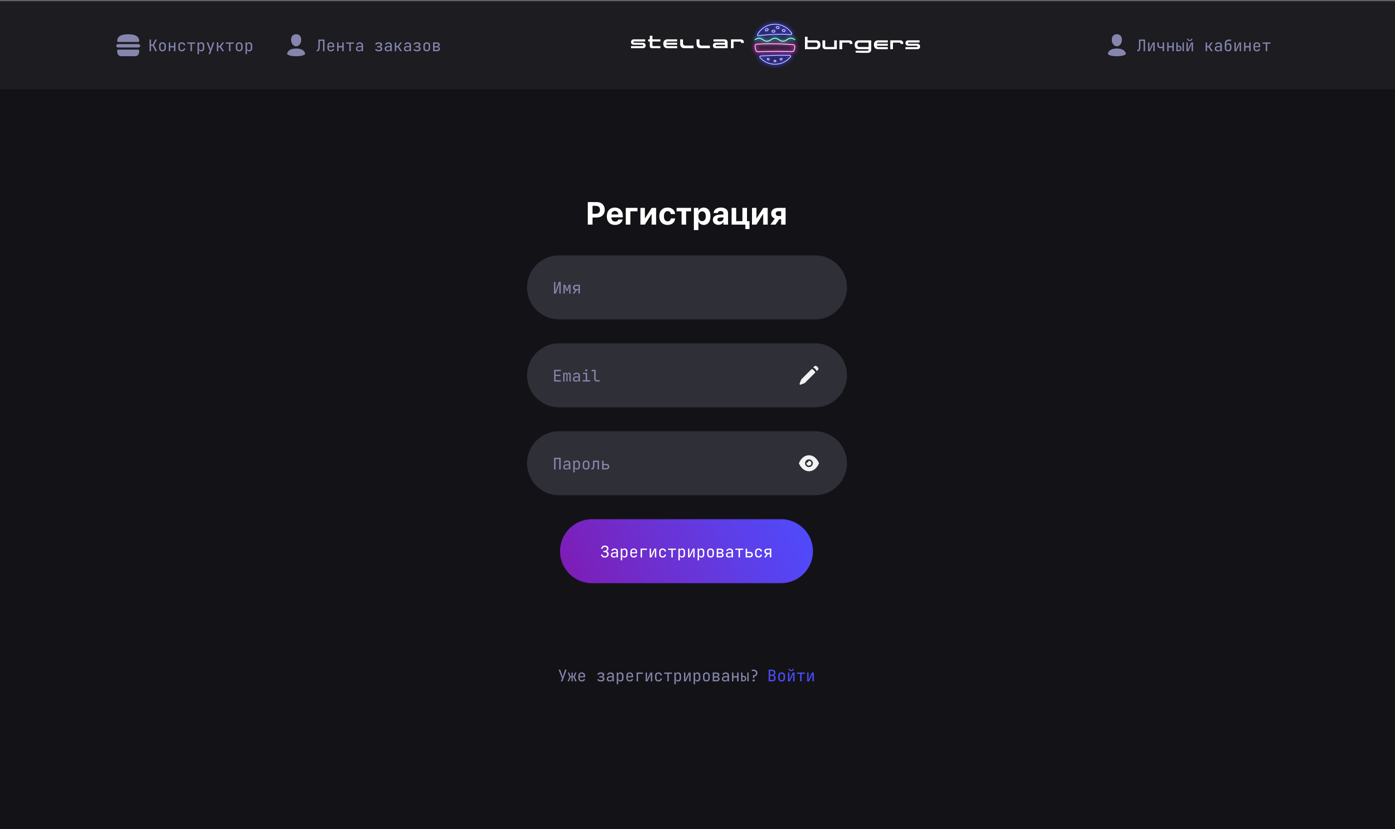 Конструктор Лента заказов stellar burgers Личный кабинет
Регистрация
Имя
Email
Пароль
Зарегистрироваться
Уже зарегистрированы? Войти